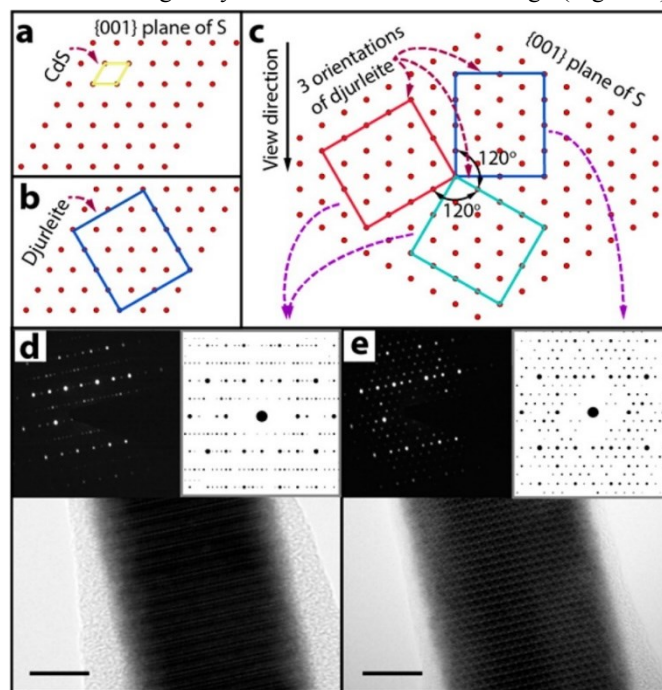 a
{001} plane of S
CdS
b
Djurleite
c
View direction
3 orientations
of djurleite
{001} plane of S
120°
120°
d
e